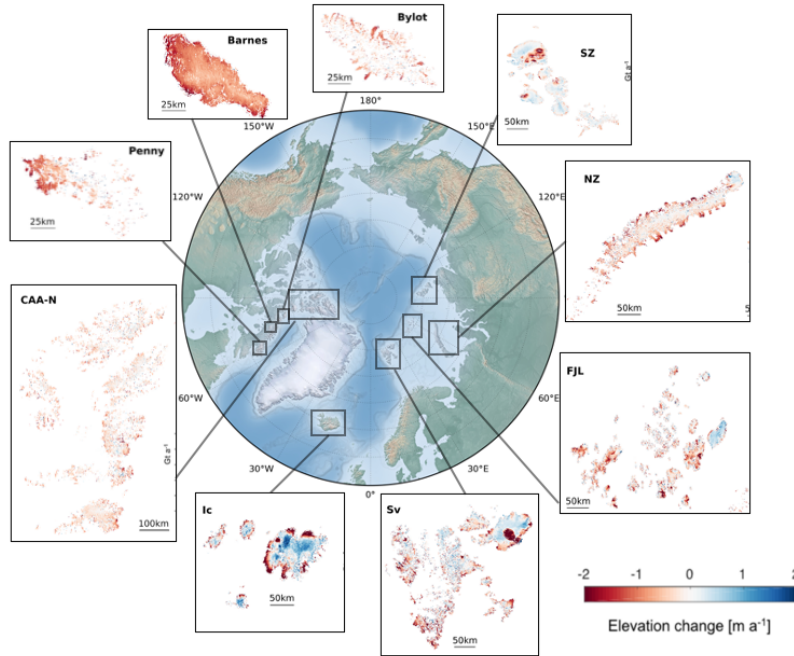 Barnes
25km
Bylot
25km
SZ
50km
Gt a⁻¹
180°
150°W
150°E
Penny
25km
120°W
120°E
NZ
50km
CAA-N
Gt a⁻¹
100km
60°W
60°E
FJL
50km
30°W
0°
30°E
Ic
50km
Sv
50km
-2 -1 0 1 2
Elevation change [m a⁻¹]